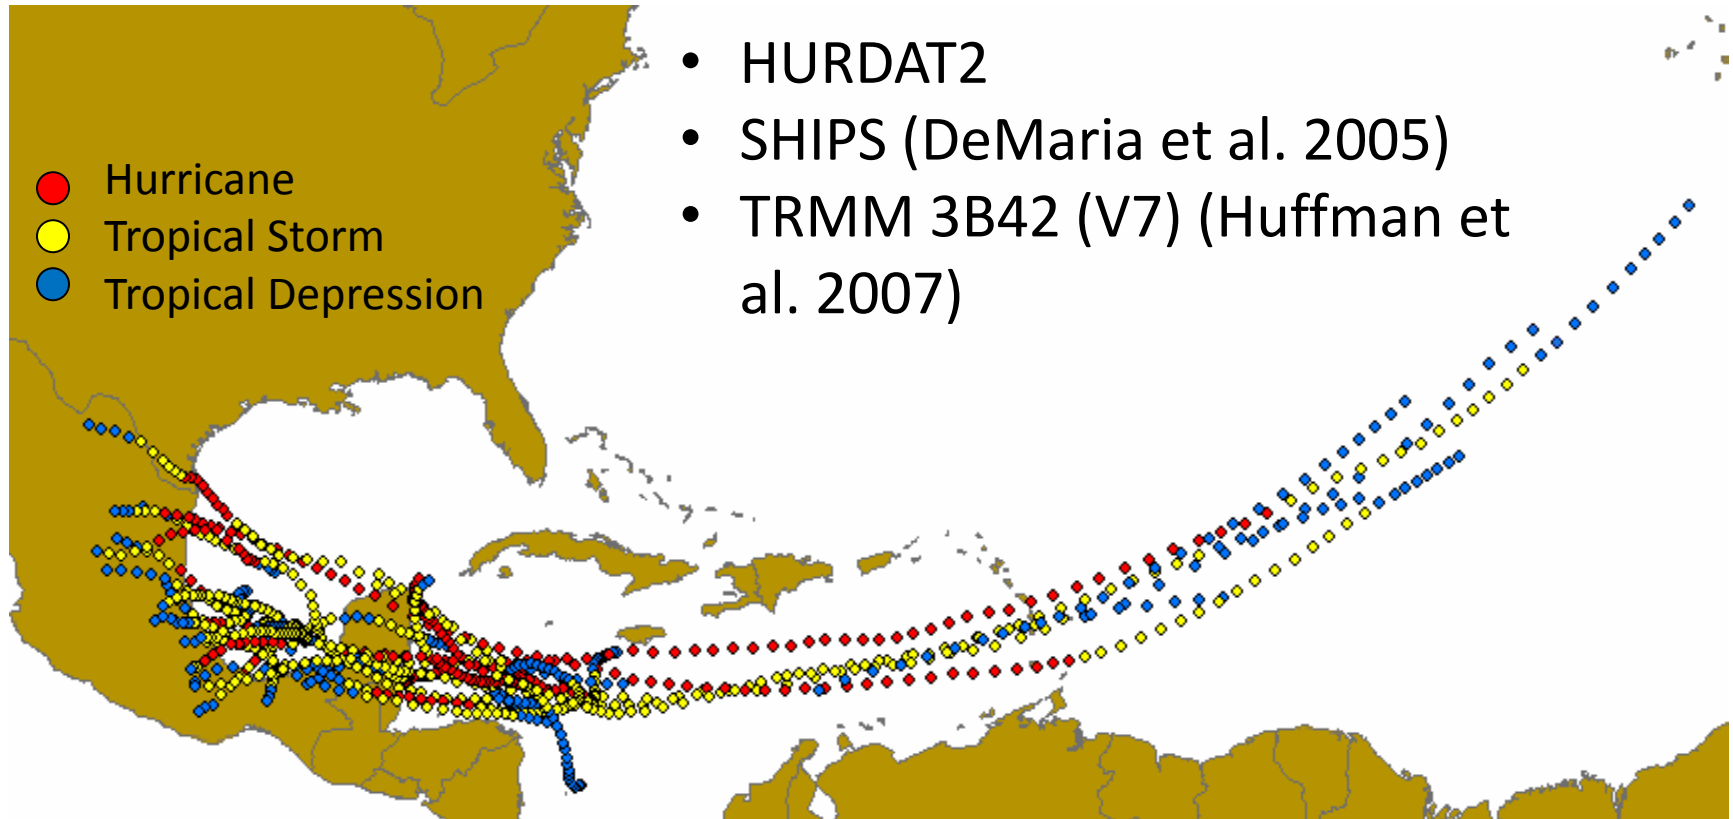 • HURDAT2
• SHIPS (DeMaria et al. 2005)
• TRMM 3B42 (V7) (Huffman et
al. 2007)
Hurricane
Tropical Storm
Tropical Depression